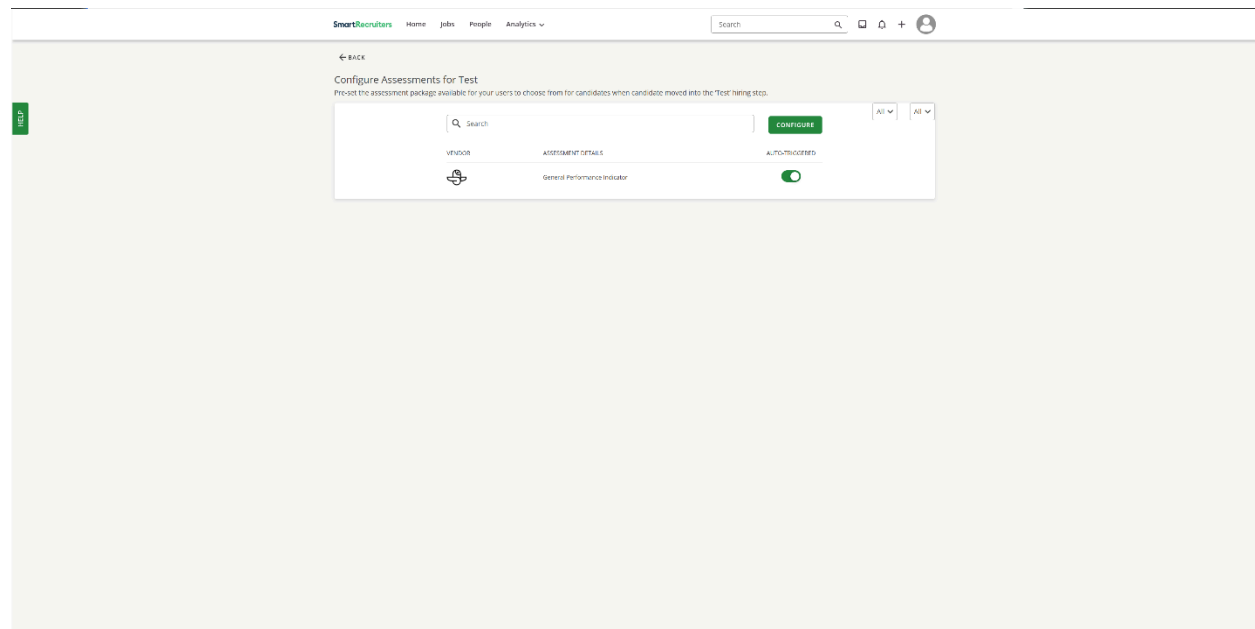 SmartRecruiters Home Jobs People Analytics Search
BACK
Configure Assessments for Test
Pre-set the assessment package available for your users to choose from for candidates when candidate moved into the 'Test' hiring step.
HELP
All All
Search CONFIGURE
VENDOR ASSESSMENT DETAILS AUTO-TRIGGERED
General Performance Indicator